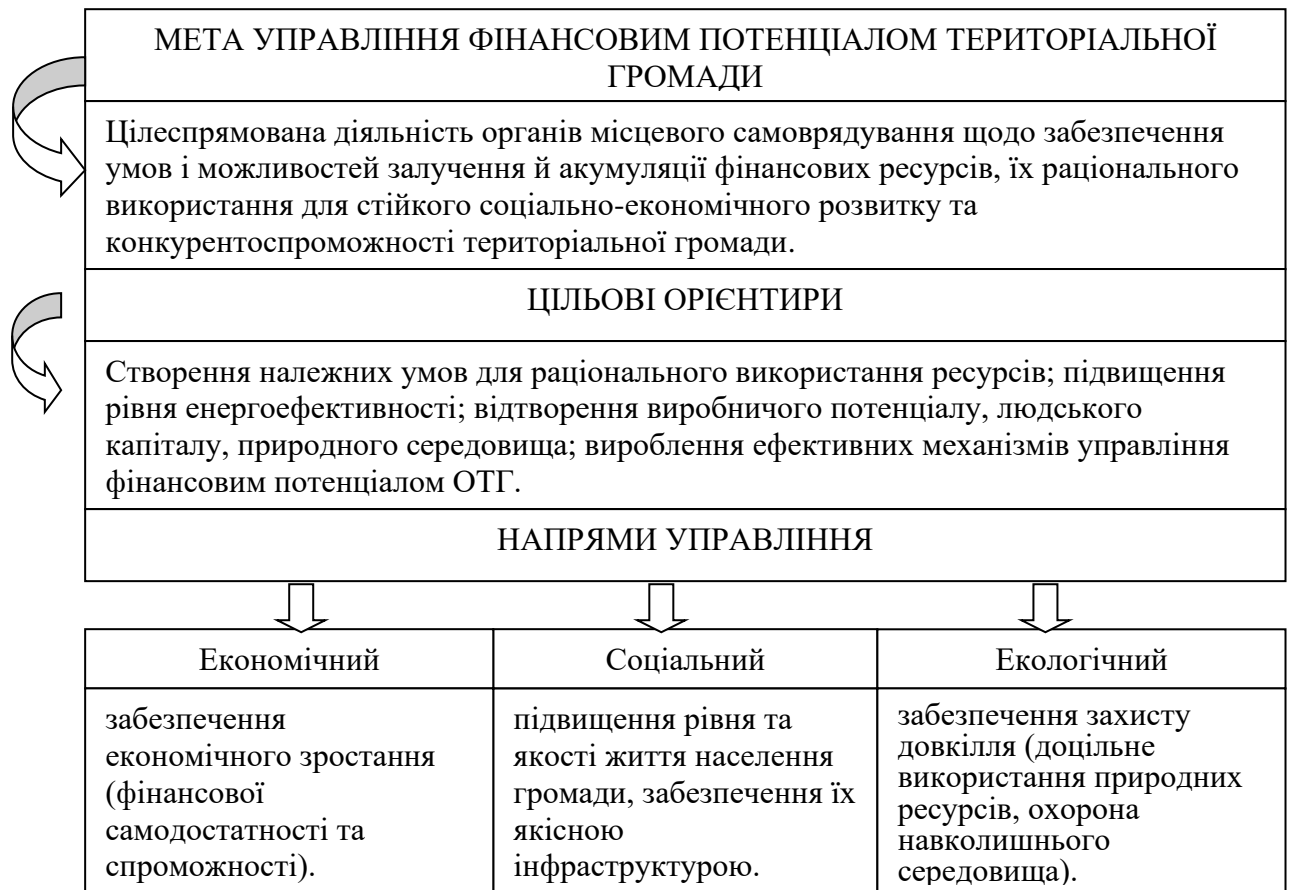 МЕТА УПРАВЛІННЯ ФІНАНСОВИМ ПОТЕНЦІАЛОМ ТЕРИТОРІАЛЬНОЇ
ГРОМАДИ
Цілеспрямована діяльність органів місцевого самоврядування щодо забезпечення
умов і можливостей залучення й акумуляції фінансових ресурсів, їх раціонального
використання для стійкого соціально-економічного розвитку та
конкурентоспроможності територіальної громади.
ЦІЛЬОВІ ОРІЄНТИРИ
Створення належних умов для раціонального використання ресурсів; підвищення
рівня енергоефективності; відтворення виробничого потенціалу, людського
капіталу, природного середовища; вироблення ефективних механізмів управління
фінансовим потенціалом ОТГ.
НАПРЯМИ УПРАВЛІННЯ
Економічний
забезпечення
економічного зростання
(фінансової
самодостатності та
спроможності).
Соціальний
підвищення рівня та
якості життя населення
громади, забезпечення їх
якісною
інфраструктурою.
Екологічний
забезпечення захисту
довкілля (доцільне
використання природних
ресурсів, охорона
навколишнього
середовища).